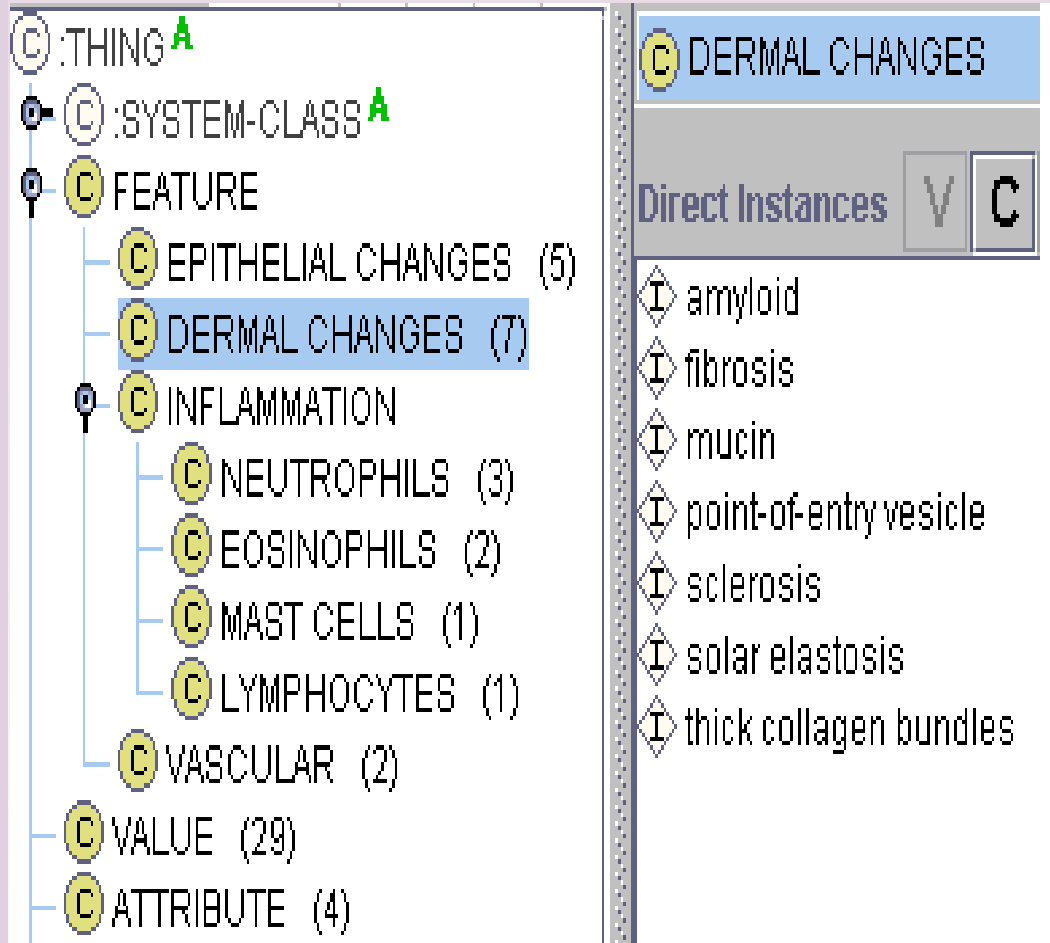 C :THING A
C :SYSTEM-CLASS A
C FEATURE
C EPITHELIAL CHANGES (5)
C DERMAL CHANGES (7)
C INFLAMMATION
C NEUTROPHILS (3)
C EOSINOPHILS (2)
C MAST CELLS (1)
C LYMPHOCYTES (1)
C VASCULAR (2)
C VALUE (29)
C ATTRIBUTE (4)
C DERMAL CHANGES
Direct Instances V C
I amyloid
I fibrosis
I mucin
I point-of-entry vesicle
I sclerosis
I solar elastosis
I thick collagen bundles